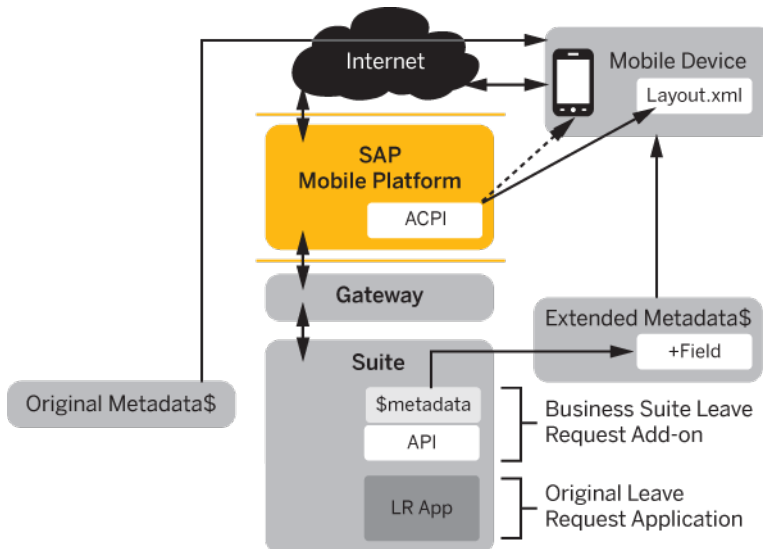 Internet
Mobile Device
Layout.xml
SAP
Mobile Platform
ACPI
Gateway
Extended Metadata$
+Field
Suite
Original Metadata$
$metadata
API
Business Suite Leave
Request Add-on
LR App
Original Leave
Request Application